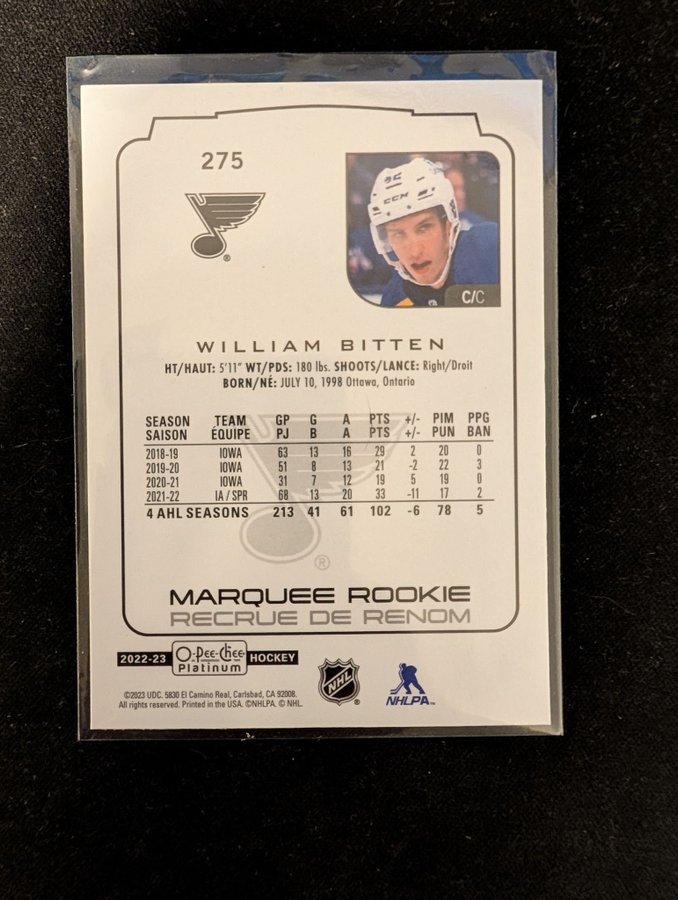 275
®
CCM
C/C
WILLIAM BITTEN
HT/HAUT: 5'11" WT/PDS: 180 lbs. SHOOTS/LANCE: Right/Droit
BORN/NÉ: JULY 10, 1998 Ottawa, Ontario
SEASON TEAM GP G A PTS +/- PIM PPG
SAISON ÉQUIPE PJ B A PTS +/- PUN BAN
2018-19 IOWA 63 13 16 29 2 20 0
2019-20 IOWA 51 8 13 21 -2 22 3
2020-21 IOWA 31 7 12 19 5 19 0
2021-22 IA / SPR 68 13 20 33 -11 17 2
4 AHL SEASONS 213 41 61 102 -6 78 5
®
MARQUEE ROOKIE
RECRUE DE RENOM
2022-23 O-Pee-Chee Platinum HOCKEY
NHL ®
NHLPA™
©2023 UDC. 5830 El Camino Real, Carlsbad, CA 92008.
All rights reserved. Printed in the USA. ©NHLPA. © NHL.